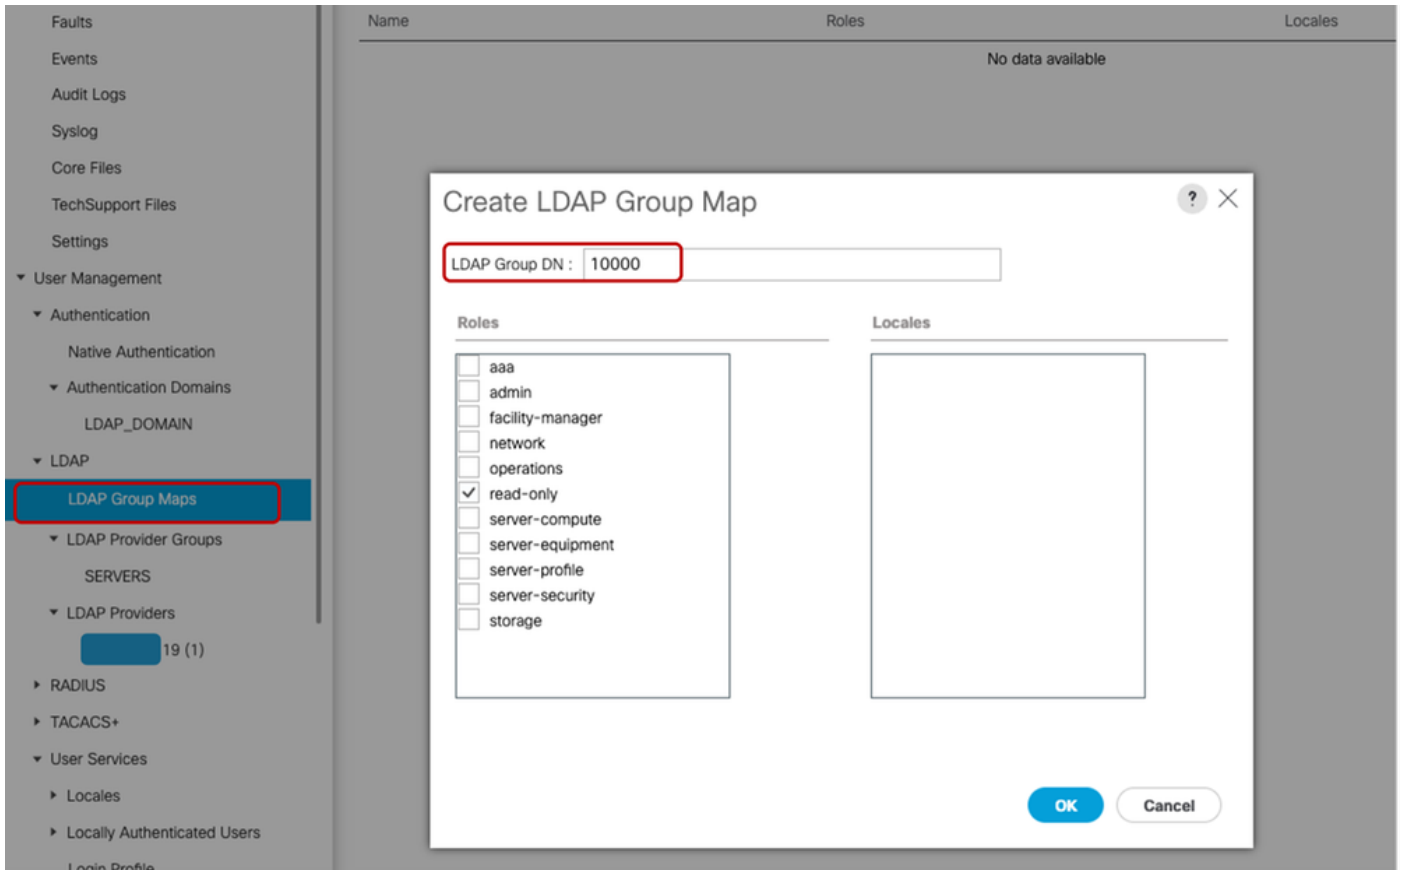 Faults
Events
Audit Logs
Syslog
Core Files
TechSupport Files
Settings
User Management
Authentication
Native Authentication
Authentication Domains
LDAP_DOMAIN
LDAP
LDAP Group Maps
LDAP Provider Groups
SERVERS
LDAP Providers
19 (1)
RADIUS
TACACS+
User Services
Locales
Locally Authenticated Users
Login Profile
Name Roles Locales
No data available
Create LDAP Group Map ?
LDAP Group DN : 10000
Roles Locales
aaa
admin
facility-manager
network
operations
read-only
server-compute
server-equipment
server-profile
server-security
storage
OK Cancel